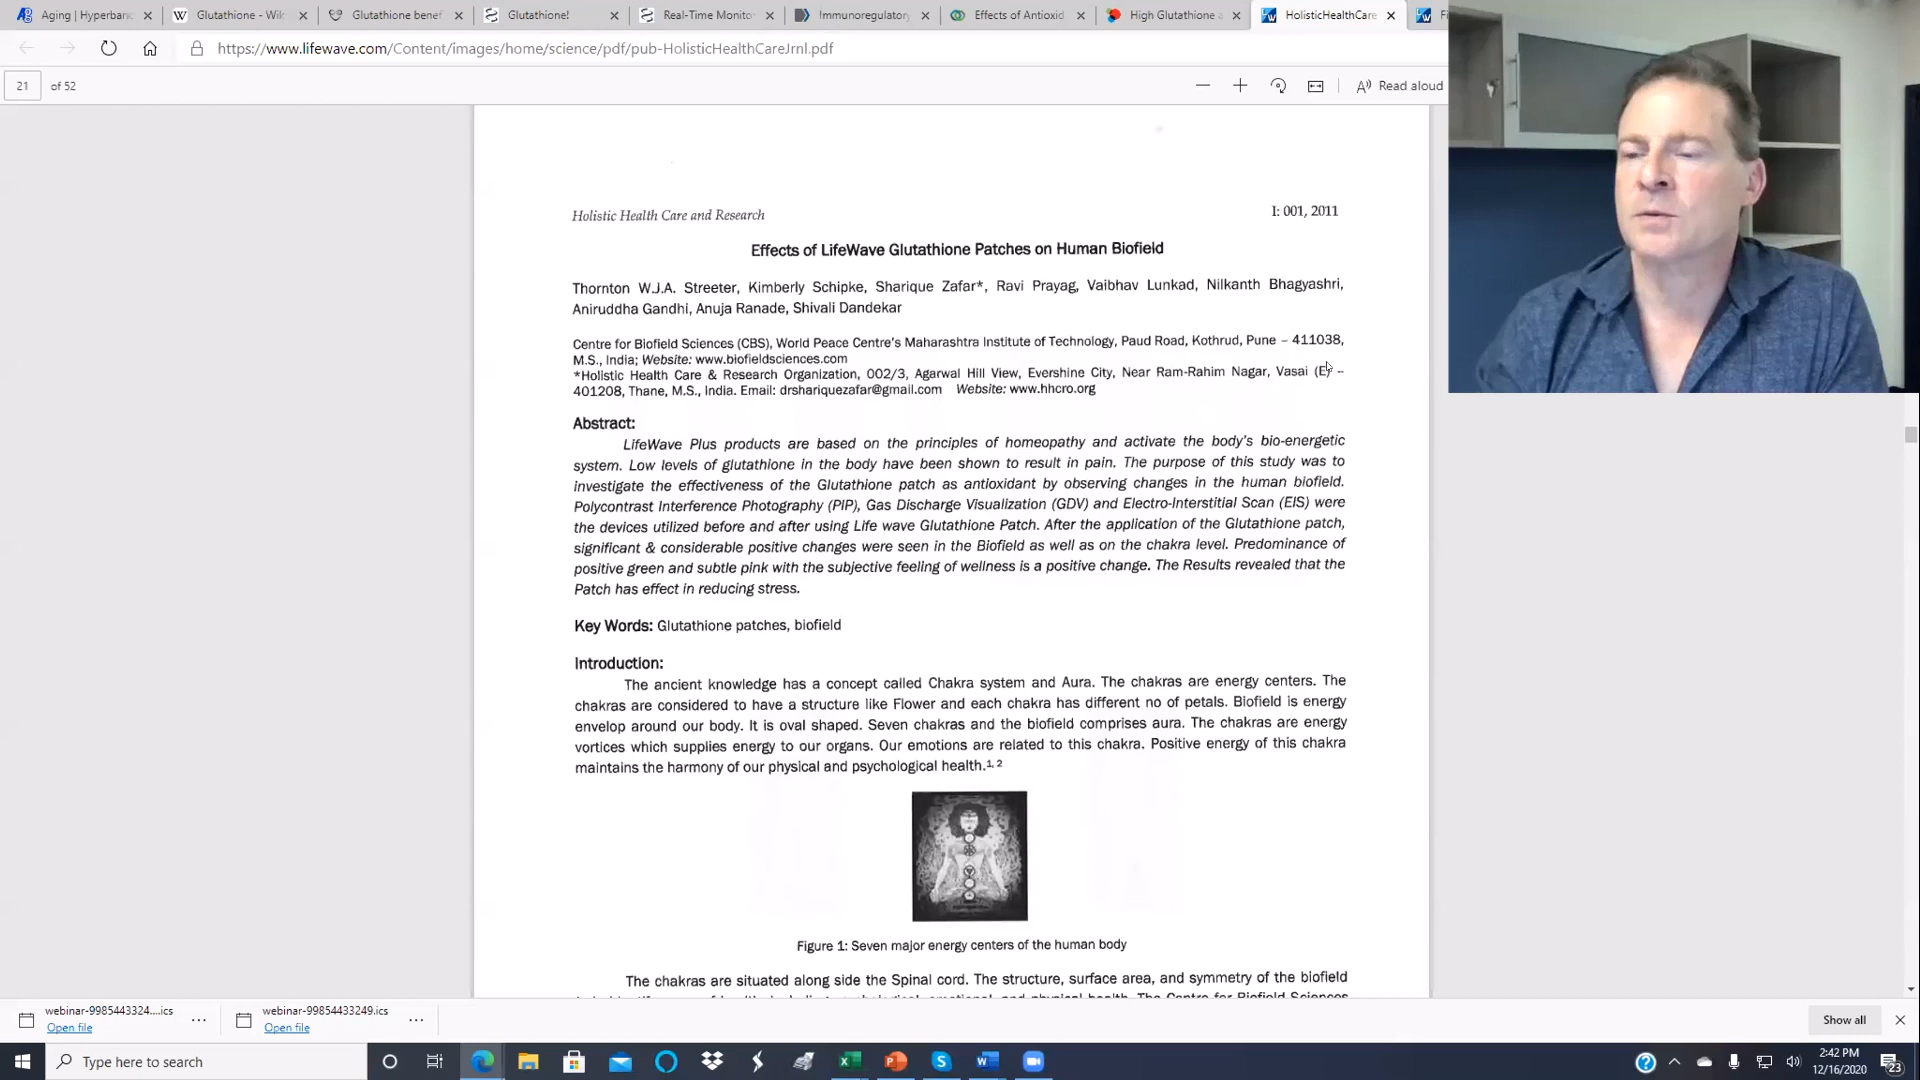 Aging | Hyperbaric
Glutathione - Wik
Glutathione benef
Glutathione!
Real-Time Monito
Immunoregulatory
Effects of Antioxid
High Glutathione a
HolisticHealthCare
https://www.lifewave.com/Content/images/home/science/pdf/pub-HolisticHealthCareJrnl.pdf
21 of 52
Read aloud
Holistic Health Care and Research
I: 001, 2011
Effects of LifeWave Glutathione Patches on Human Biofield
Thornton W.J.A. Streeter, Kimberly Schipke, Sharique Zafar*, Ravi Prayag, Vaibhav Lunkad, Nilkanth Bhagyashri,
Aniruddha Gandhi, Anuja Ranade, Shivali Dandekar
Centre for Biofield Sciences (CBS), World Peace Centre's Maharashtra Institute of Technology, Paud Road, Kothrud, Pune – 411038,
M.S., India; Website: www.biofieldsciences.com
*Holistic Health Care & Research Organization, 002/3, Agarwal Hill View, Evershine City, Near Ram-Rahim Nagar, Vasai (E) –
401208, Thane, M.S., India. Email: drshariquezafar@gmail.com Website: www.hhcro.org
Abstract:
LifeWave Plus products are based on the principles of homeopathy and activate the body's bio-energetic
system. Low levels of glutathione in the body have been shown to result in pain. The purpose of this study was to
investigate the effectiveness of the Glutathione patch as antioxidant by observing changes in the human biofield.
Polycontrast Interference Photography (PIP), Gas Discharge Visualization (GDV) and Electro-Interstitial Scan (EIS) were
the devices utilized before and after using Life wave Glutathione Patch. After the application of the Glutathione patch,
significant & considerable positive changes were seen in the Biofield as well as on the chakra level. Predominance of
positive green and subtle pink with the subjective feeling of wellness is a positive change. The Results revealed that the
Patch has effect in reducing stress.
Key Words: Glutathione patches, biofield
Introduction:
The ancient knowledge has a concept called Chakra system and Aura. The chakras are energy centers. The
chakras are considered to have a structure like Flower and each chakra has different no of petals. Biofield is energy
envelop around our body. It is oval shaped. Seven chakras and the biofield comprises aura. The chakras are energy
vortices which supplies energy to our organs. Our emotions are related to this chakra. Positive energy of this chakra
maintains the harmony of our physical and psychological health.1, 2
Figure 1: Seven major energy centers of the human body
The chakras are situated along side the Spinal cord. The structure, surface area, and symmetry of the biofield
webinar-9985443324....ics
Open file
webinar-99854433249.ics
Open file
Show all
Type here to search
2:42 PM
12/16/2020
23